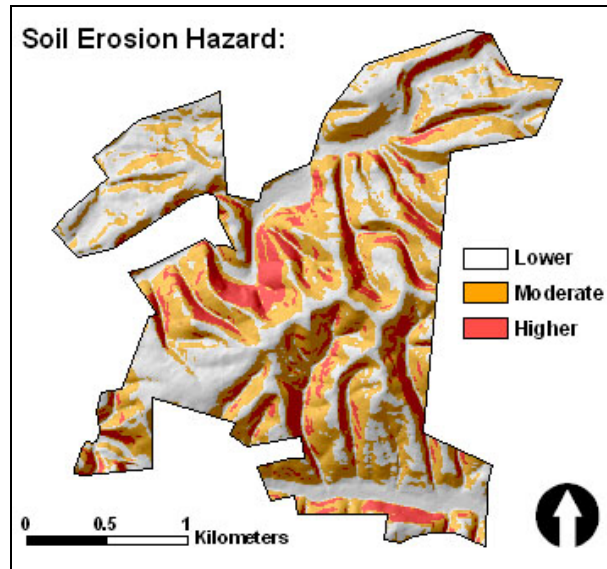 Soil Erosion Hazard:
Lower
Moderate
Higher
0 0.5 1
Kilometers